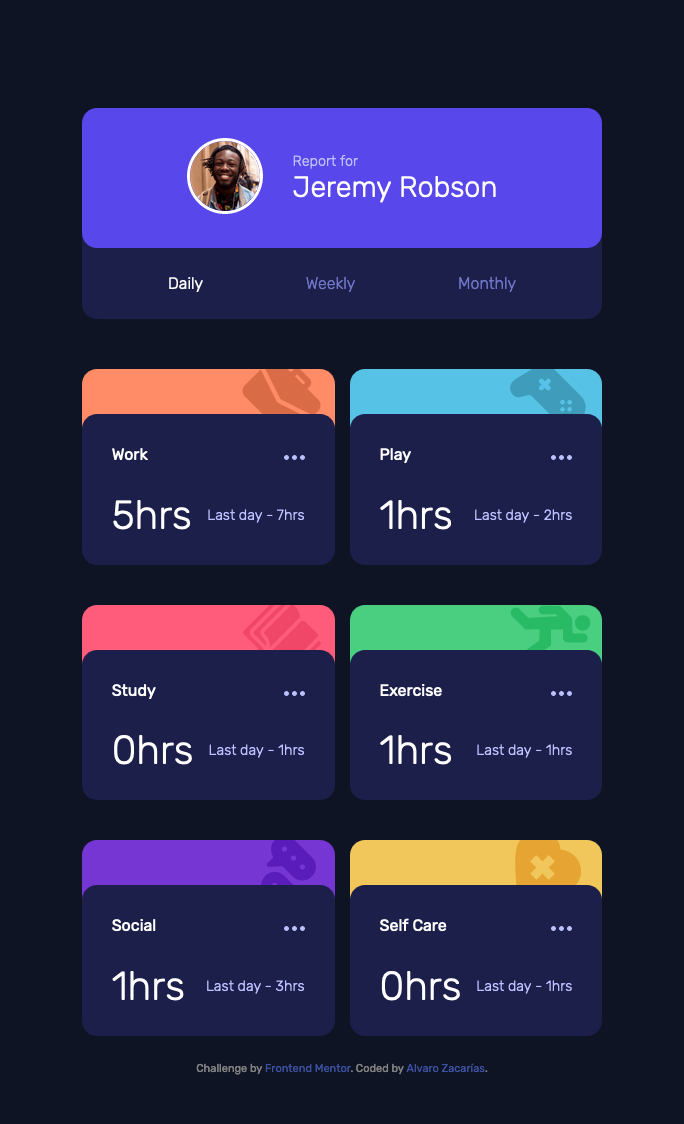 Report for
Jeremy Robson
Daily Weekly Monthly
Work
5hrs Last day - 7hrs
Play
1hrs Last day - 2hrs
Study
0hrs Last day - 1hrs
Exercise
1hrs Last day - 1hrs
Social
1hrs Last day - 3hrs
Self Care
0hrs Last day - 1hrs
Challenge by Frontend Mentor. Coded by Alvaro Zacarías.